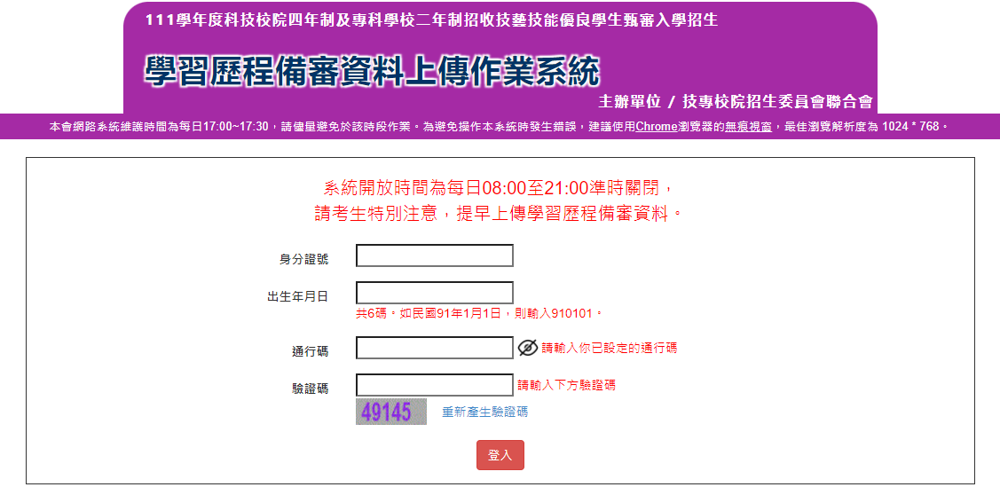 111學年度科技校院四年制及專科學校二年制招收技藝技能優良學生甄審入學招生
學習歷程備審資料上傳作業系統
主辦單位 / 技專校院招生委員會聯合會
本會網路系統維護時間為每日17:00~17:30，請儘量避免於該時段作業。為避免操作本系統時發生錯誤，建議使用Chrome瀏覽器的無痕視窗，最佳瀏覽解析度為 1024 * 768。
系統開放時間為每日08:00至21:00準時關閉，
請考生特別注意，提早上傳學習歷程備審資料。
身分證號
出生年月日
共6碼。如民國91年1月1日，則輸入910101。
通行碼 請輸入你已設定的通行碼
驗證碼 請輸入下方驗證碼
49145 重新產生驗證碼
登入